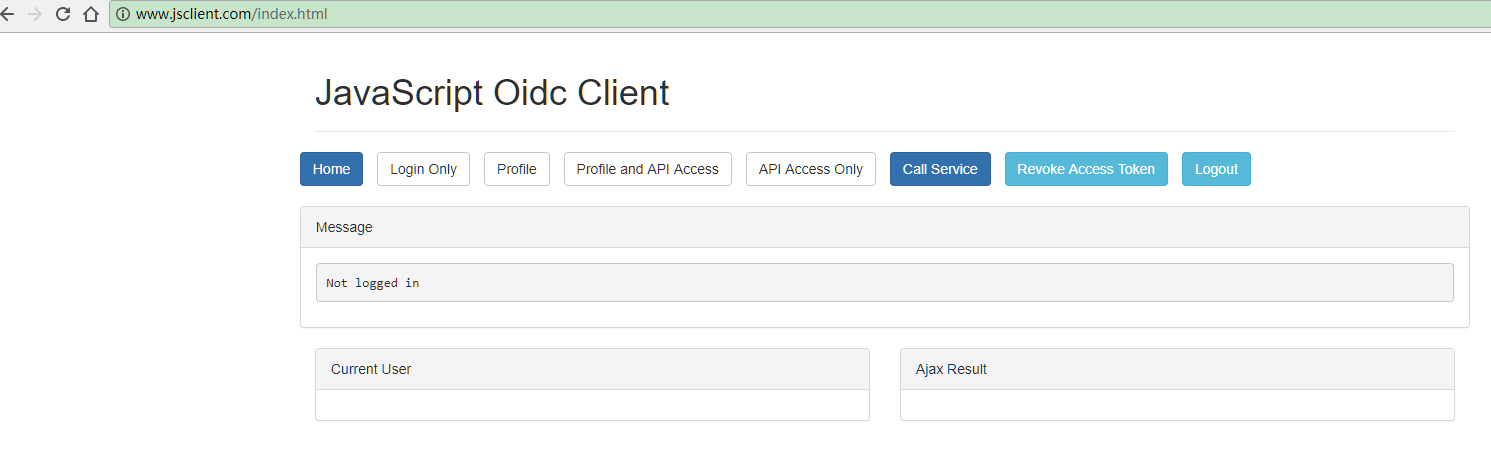 www.jsclient.com/index.html
JavaScript Oidc Client
Home Login Only Profile Profile and API Access API Access Only Call Service Revoke Access Token Logout
Message
Not logged in
Current User Ajax Result